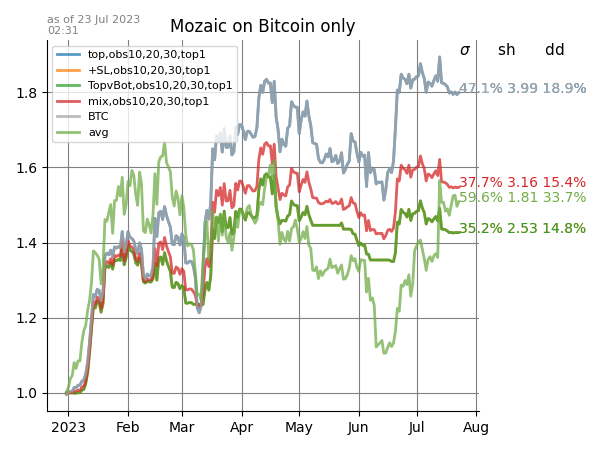 as of 23 Jul 2023
02:31
Mozaic on Bitcoin only
σ sh dd
top,obs10,20,30,top1
+SL,obs10,20,30,top1
TopvBot,obs10,20,30,top1
mix,obs10,20,30,top1
BTC
avg
47.1% 3.99 18.9%
37.7% 3.16 15.4%
59.6% 1.81 33.7%
35.2% 2.53 14.8%
1.8
1.6
1.4
1.2
1.0
2023 Feb Mar Apr May Jun Jul Aug